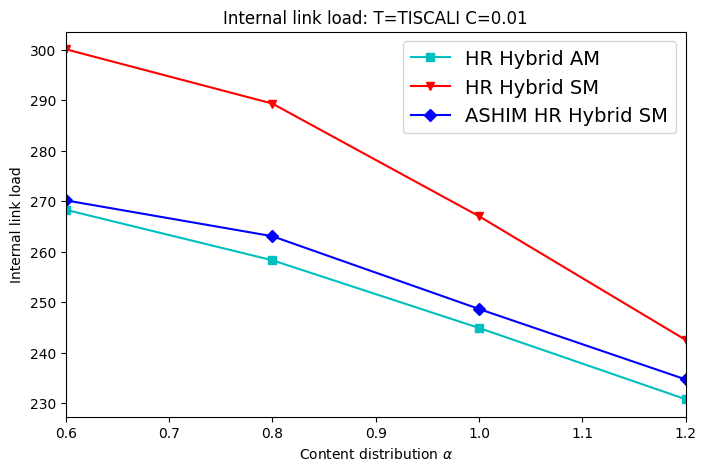 Internal link load: T=TISCALI C=0.01
HR Hybrid AM
HR Hybrid SM
ASHIM HR Hybrid SM
Internal link load
300
290
280
270
260
250
240
230
0.6 0.7 0.8 0.9 1.0 1.1 1.2
Content distribution α